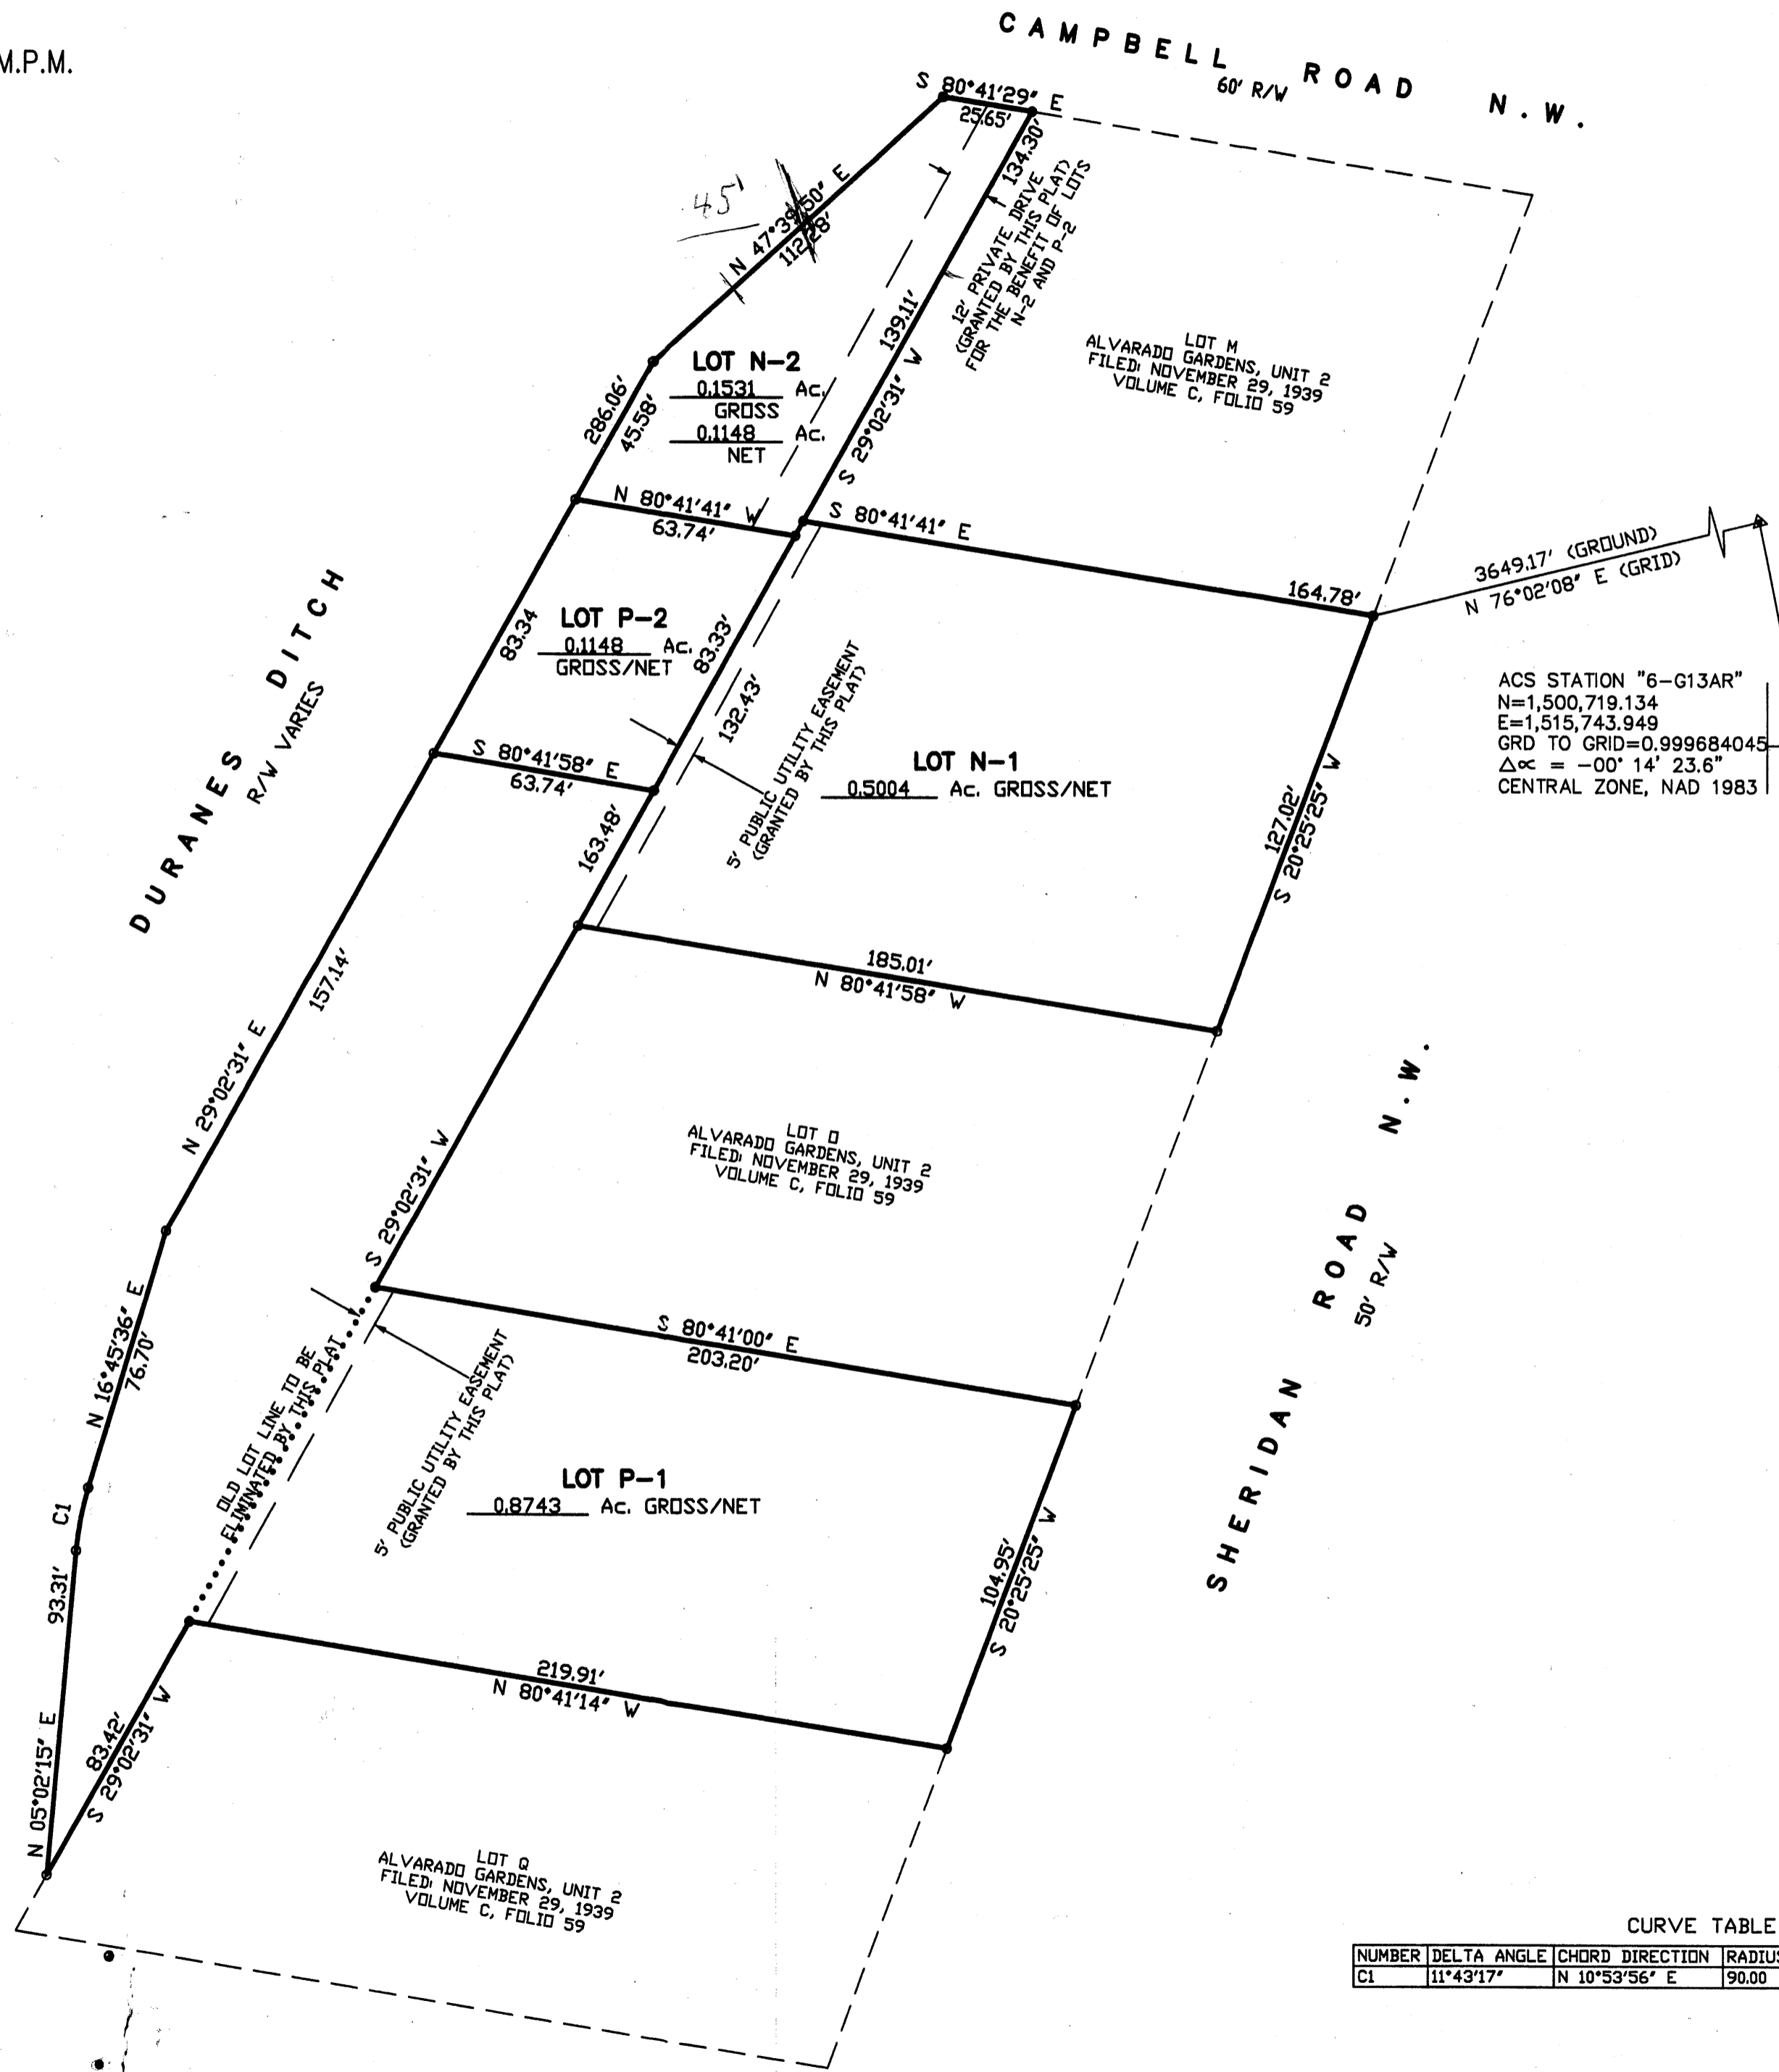 M.P.M.
CAMPBELL ROAD N.W.
60' R/W
S 80°41'29" E
25.65'
45'
N 47°39'50" E
112.28'
134.30'
12' PRIVATE DRIVE
(GRANTED BY THIS PLAT)
FOR THE BENEFIT OF LOTS
N-2 AND P-2
139.11'
S 29°02'31" W
LOT M
ALVARADO GARDENS, UNIT 2
FILED: NOVEMBER 29, 1939
VOLUME C, FOLIO 59
LOT N-2
0.1531 Ac.
GROSS
0.1148 Ac.
NET
286.06'
45.58'
N 80°41'41" W
63.74'
S 80°41'41" E
164.78'
3649.17' (GROUND)
N 76°02'08" E (GRID)
ACS STATION "6-G13AR"
N=1,500,719.134
E=1,515,743.949
GRD TO GRID=0.999684045
Δ∝ = -00° 14' 23.6"
CENTRAL ZONE, NAD 1983
DURANES DITCH
R/W VARIES
LOT P-2
0.1148 Ac.
GROSS/NET
83.34
83.33'
132.43'
5' PUBLIC UTILITY EASEMENT
(GRANTED BY THIS PLAT)
LOT N-1
0.5004 Ac. GROSS/NET
127.02'
S 20°25'25" W
S 80°41'58" E
63.74'
163.48'
185.01'
N 80°41'58" W
157.14'
N 29°02'31" E
LOT O
ALVARADO GARDENS, UNIT 2
FILED: NOVEMBER 29, 1939
VOLUME C, FOLIO 59
S 29°02'31" W
SHERIDAN ROAD N.W.
50' R/W
S 80°41'00" E
203.20'
N 16°45'36" E
76.70'
OLD LOT LINE TO BE
ELIMINATED BY THIS PLAT
5' PUBLIC UTILITY EASEMENT
(GRANTED BY THIS PLAT)
LOT P-1
0.8743 Ac. GROSS/NET
C1
93.31'
N 05°02'15" E
104.95'
S 20°25'25" W
219.91'
N 80°41'14" W
83.42'
S 29°02'31" W
LOT Q
ALVARADO GARDENS, UNIT 2
FILED: NOVEMBER 29, 1939
VOLUME C, FOLIO 59
CURVE TABLE
NUMBER DELTA ANGLE CHORD DIRECTION RADIUS
C1 11°43'17" N 10°53'56" E 90.00